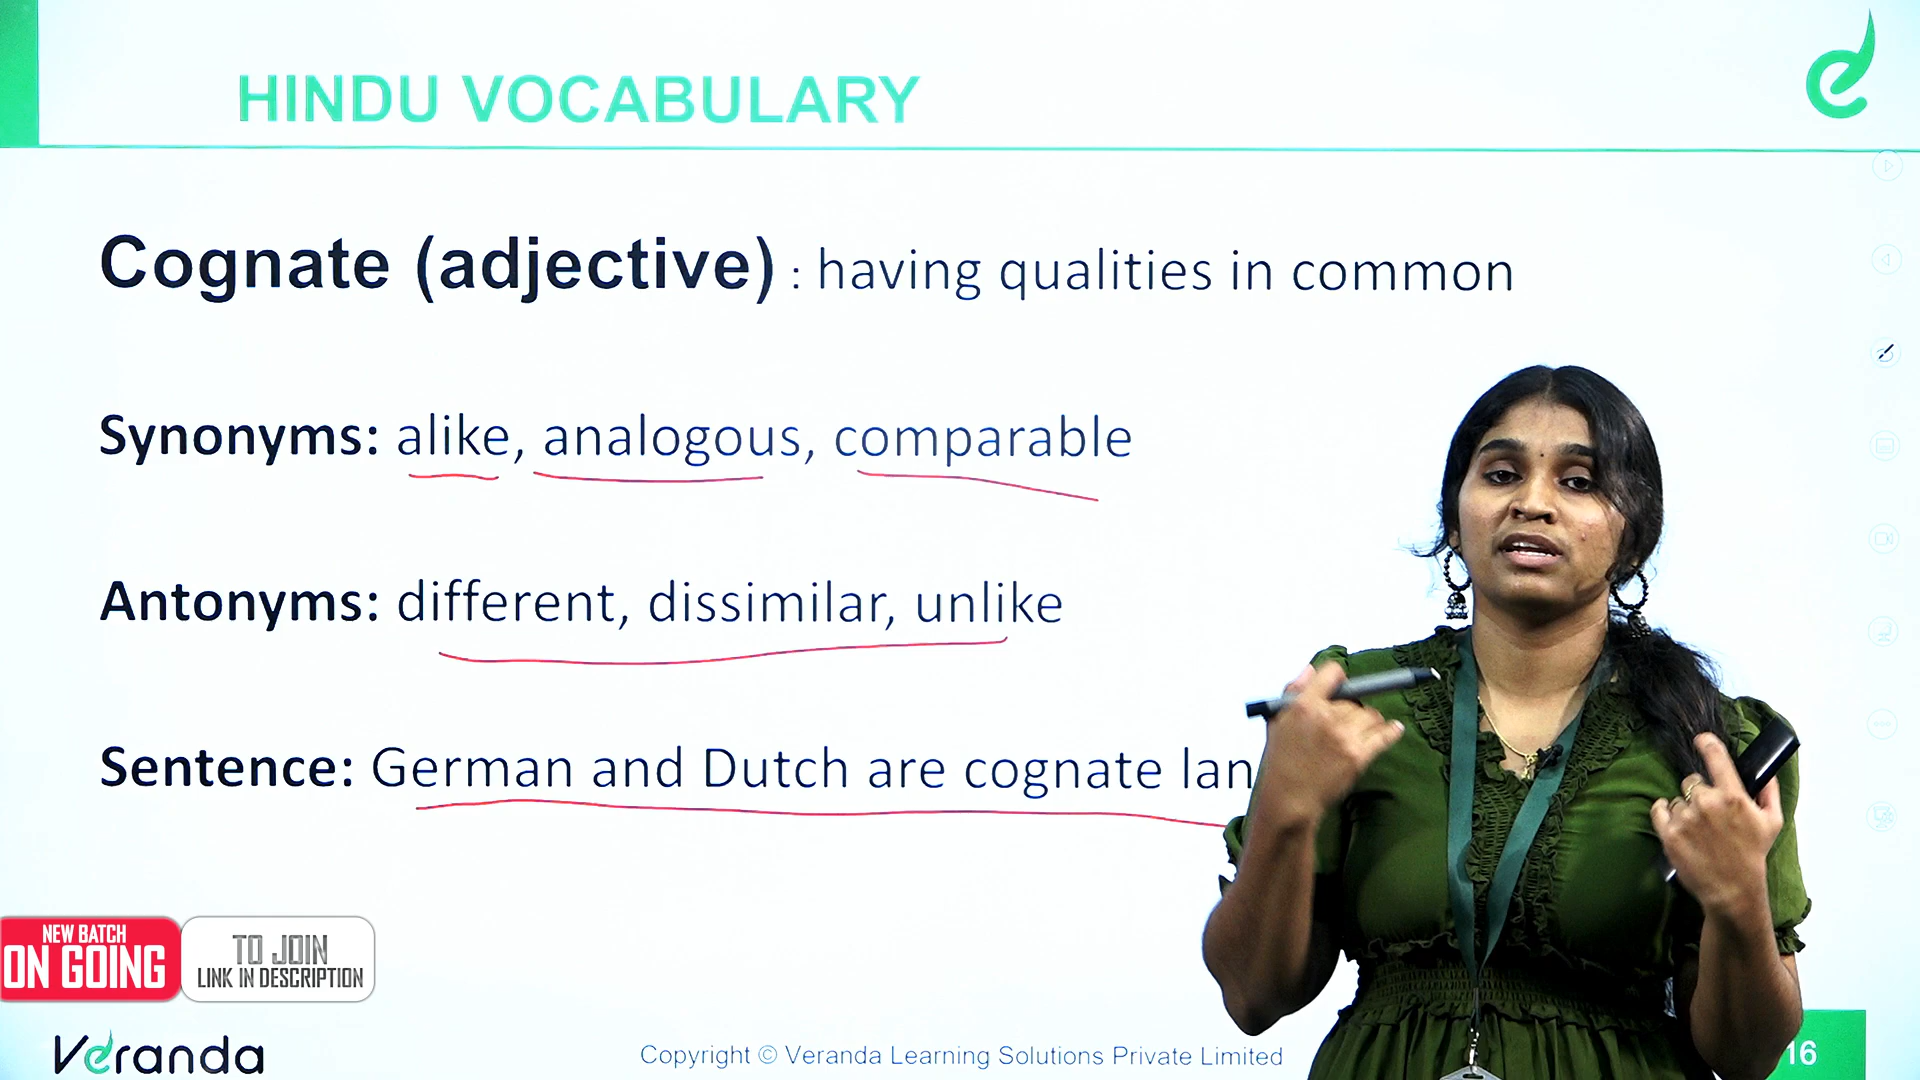 HINDU VOCABULARY
Cognate (adjective) : having qualities in common
Synonyms: alike, analogous, comparable
Antonyms: different, dissimilar, unlike
Sentence: German and Dutch are cognate lan
NEW BATCH
ON GOING
TO JOIN
LINK IN DESCRIPTION
Veranda
Copyright © Veranda Learning Solutions Private Limited
16